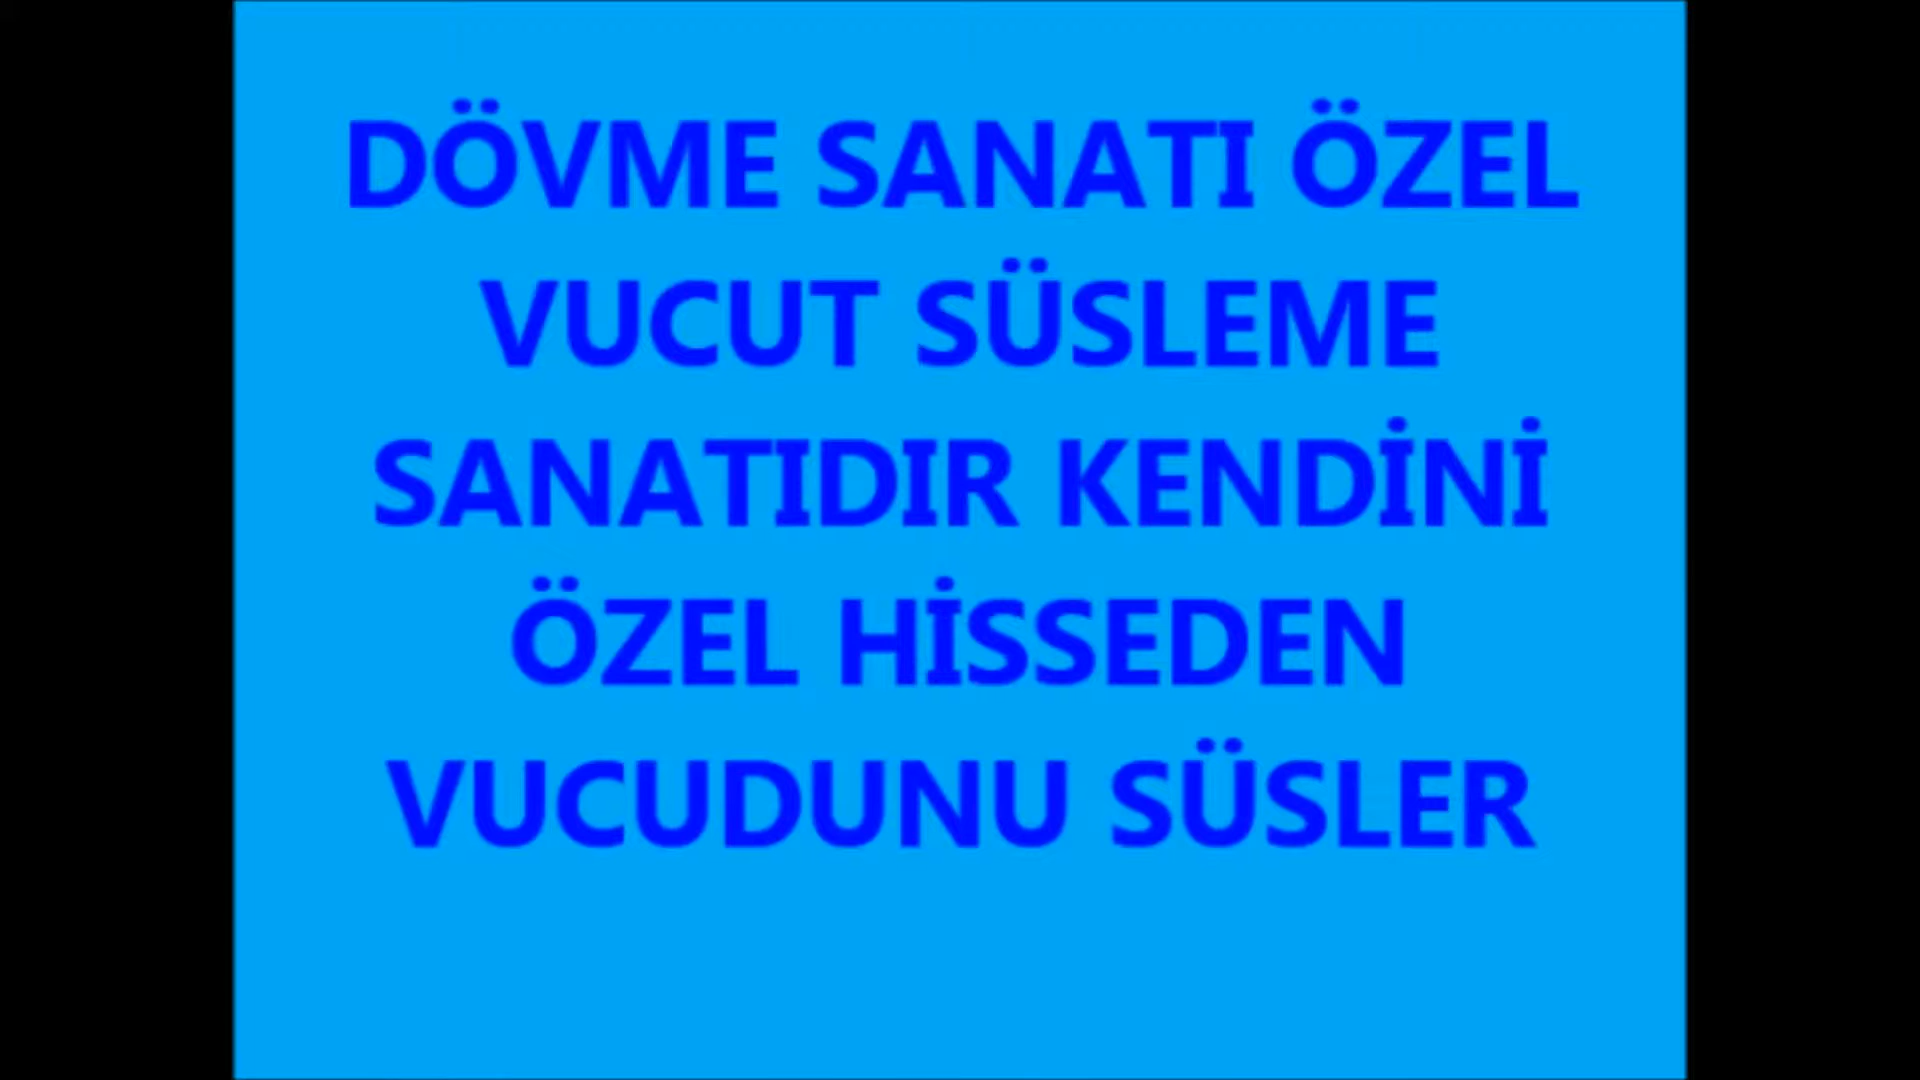 DÖVME SANATI ÖZEL
VUCUT SÜSLEME
SANATIDIR KENDİNİ
ÖZEL HİSSEDEN
VUCUDUNU SÜSLER